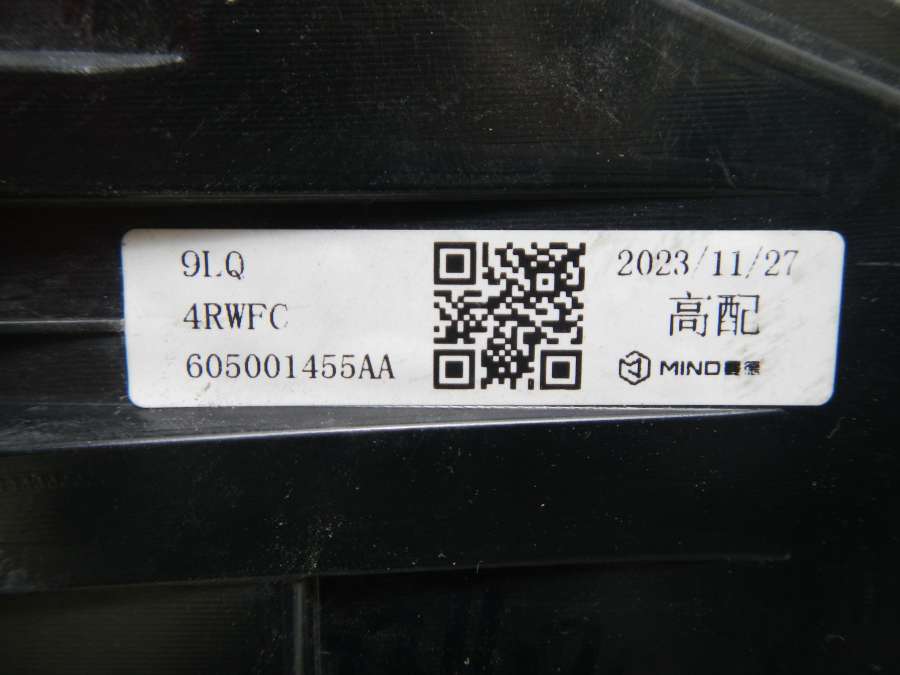 9LQ
4RWFC
605001455AA
2023/11/27
高配
MIND